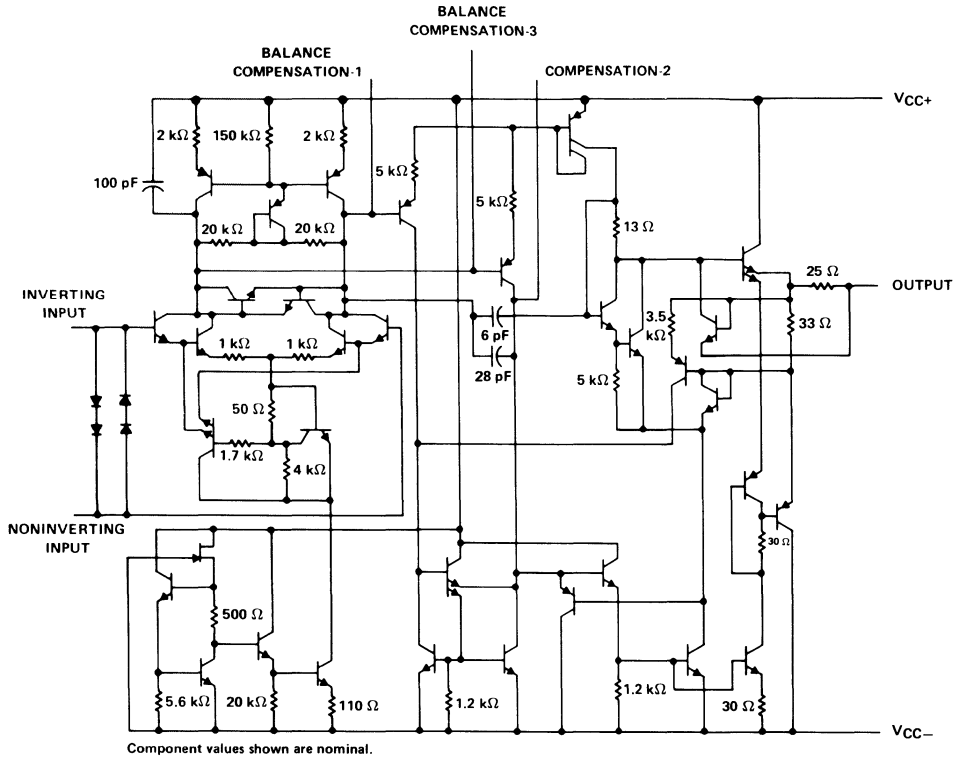 BALANCE
COMPENSATION-3
BALANCE
COMPENSATION-1
COMPENSATION-2
VCC+
2 kΩ
150 kΩ
2 kΩ
5 kΩ
100 pF
5 kΩ
20 kΩ
20 kΩ
13 Ω
25 Ω
OUTPUT
INVERTING
INPUT
6 pF
3.5
kΩ
33 Ω
1 kΩ
1 kΩ
28 pF
5 kΩ
50 Ω
1.7 kΩ
4 kΩ
NONINVERTING
INPUT
30 Ω
500 Ω
5.6 kΩ
20 kΩ
110 Ω
1.2 kΩ
1.2 kΩ
30 Ω
VCC−
Component values shown are nominal.